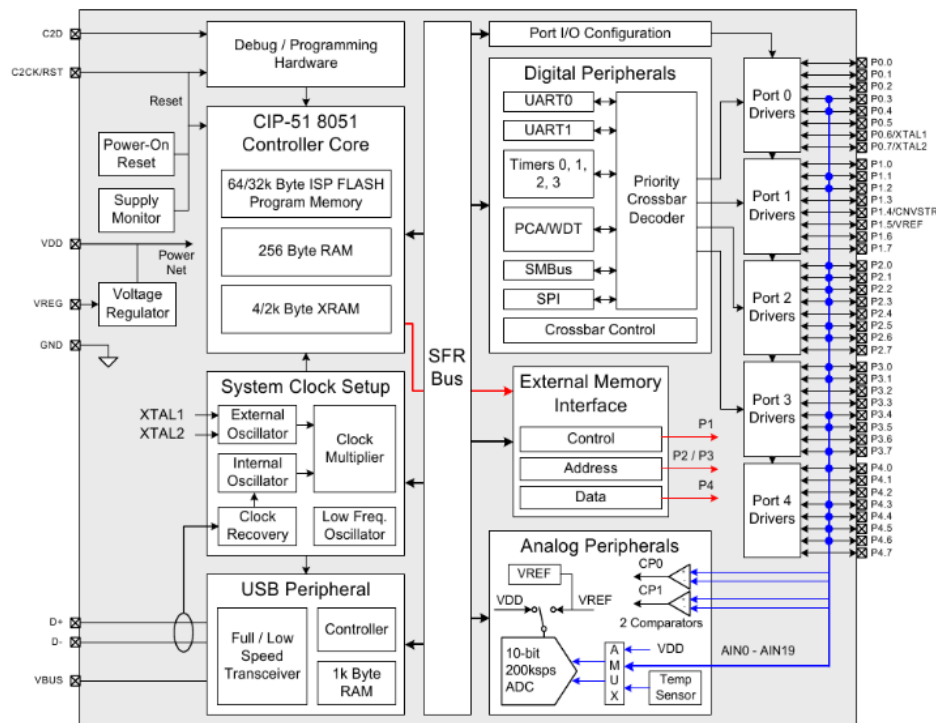 C2D
C2CK/RST
Reset
Power-On
Reset
Supply
Monitor
VDD
Power
Net
VREG
Voltage
Regulator
GND
Debug / Programming
Hardware
CIP-51 8051
Controller Core
64/32k Byte ISP FLASH
Program Memory
256 Byte RAM
4/2k Byte XRAM
System Clock Setup
XTAL1
XTAL2
External
Oscillator
Internal
Oscillator
Clock
Recovery
Clock
Multiplier
Low Freq.
Oscillator
USB Peripheral
D+
D-
VBUS
Full / Low
Speed
Transceiver
Controller
1k Byte
RAM
SFR
Bus
Port I/O Configuration
Digital Peripherals
UART0
UART1
Timers 0, 1,
2, 3
PCA/WDT
SMBus
SPI
Priority
Crossbar
Decoder
Crossbar Control
External Memory
Interface
Control
Address
Data
P1
P2 / P3
P4
Analog Peripherals
VREF
VDD
VREF
CP0
CP1
+
-
+
-
2 Comparators
10-bit
200ksps
ADC
A
M
U
X
VDD
Temp
Sensor
AIN0 - AIN19
Port 0
Drivers
Port 1
Drivers
Port 2
Drivers
Port 3
Drivers
Port 4
Drivers
P0.0
P0.1
P0.2
P0.3
P0.4
P0.5
P0.6/XTAL1
P0.7/XTAL2
P1.0
P1.1
P1.2
P1.3
P1.4/CNVSTR
P1.5/VREF
P1.6
P1.7
P2.0
P2.1
P2.2
P2.3
P2.4
P2.5
P2.6
P2.7
P3.0
P3.1
P3.2
P3.3
P3.4
P3.5
P3.6
P3.7
P4.0
P4.1
P4.2
P4.3
P4.4
P4.5
P4.6
P4.7